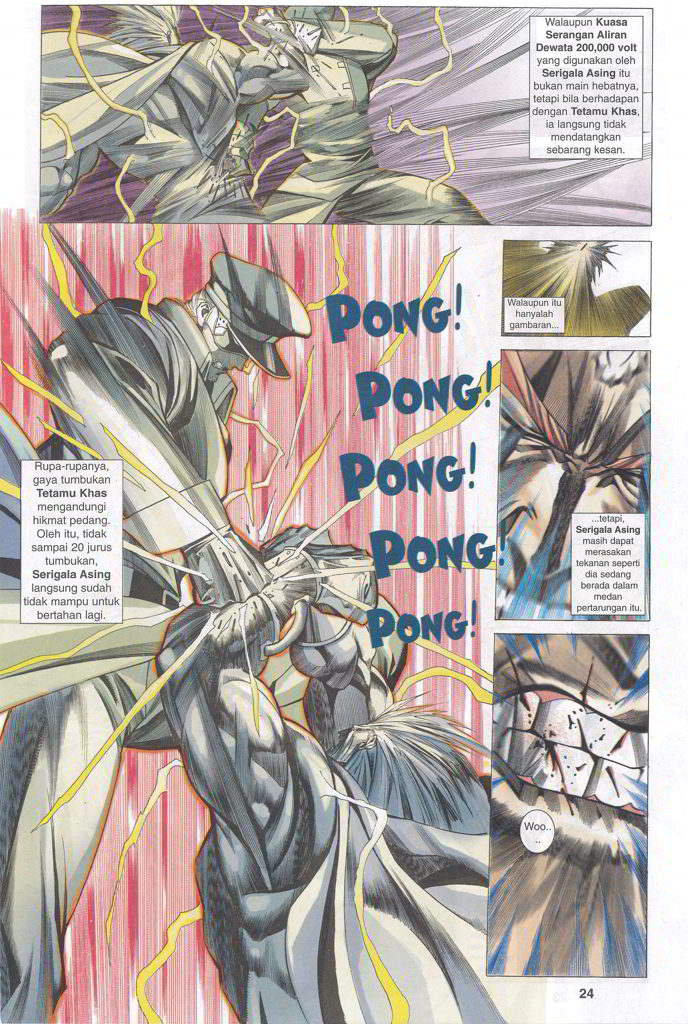 Walaupun Kuasa
Serangan Aliran
Dewata 200,000 volt
yang digunakan oleh
Serigala Asing itu
bukan main hebatnya,
tetapi bila berhadapan
dengan Tetamu Khas,
ia langsung tidak
mendatangkan
sebarang kesan.
Walaupun itu
hanyalah
gambaran...
PONG!
PONG!
PONG!
PONG!
PONG!
Rupa-rupanya,
gaya tumbukan
Tetamu Khas
mengandungi
hikmat pedang.
Oleh itu, tidak
sampai 20 jurus
tumbukan,
Serigala Asing
langsung sudah
tidak mampu untuk
bertahan lagi.
...tetapi,
Serigala Asing
masih dapat
merasakan
tekanan seperti
dia sedang
berada dalam
medan
pertarungan itu.
Woo..
..
24